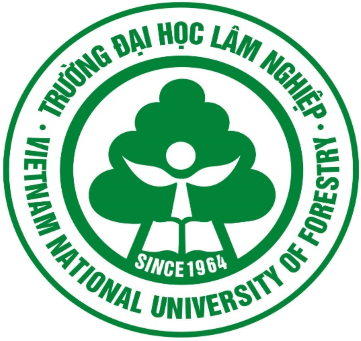 TRƯỜNG ĐẠI HỌC LÂM NGHIỆP
VIETNAM NATIONAL UNIVERSITY OF FORESTRY
SINCE 1964